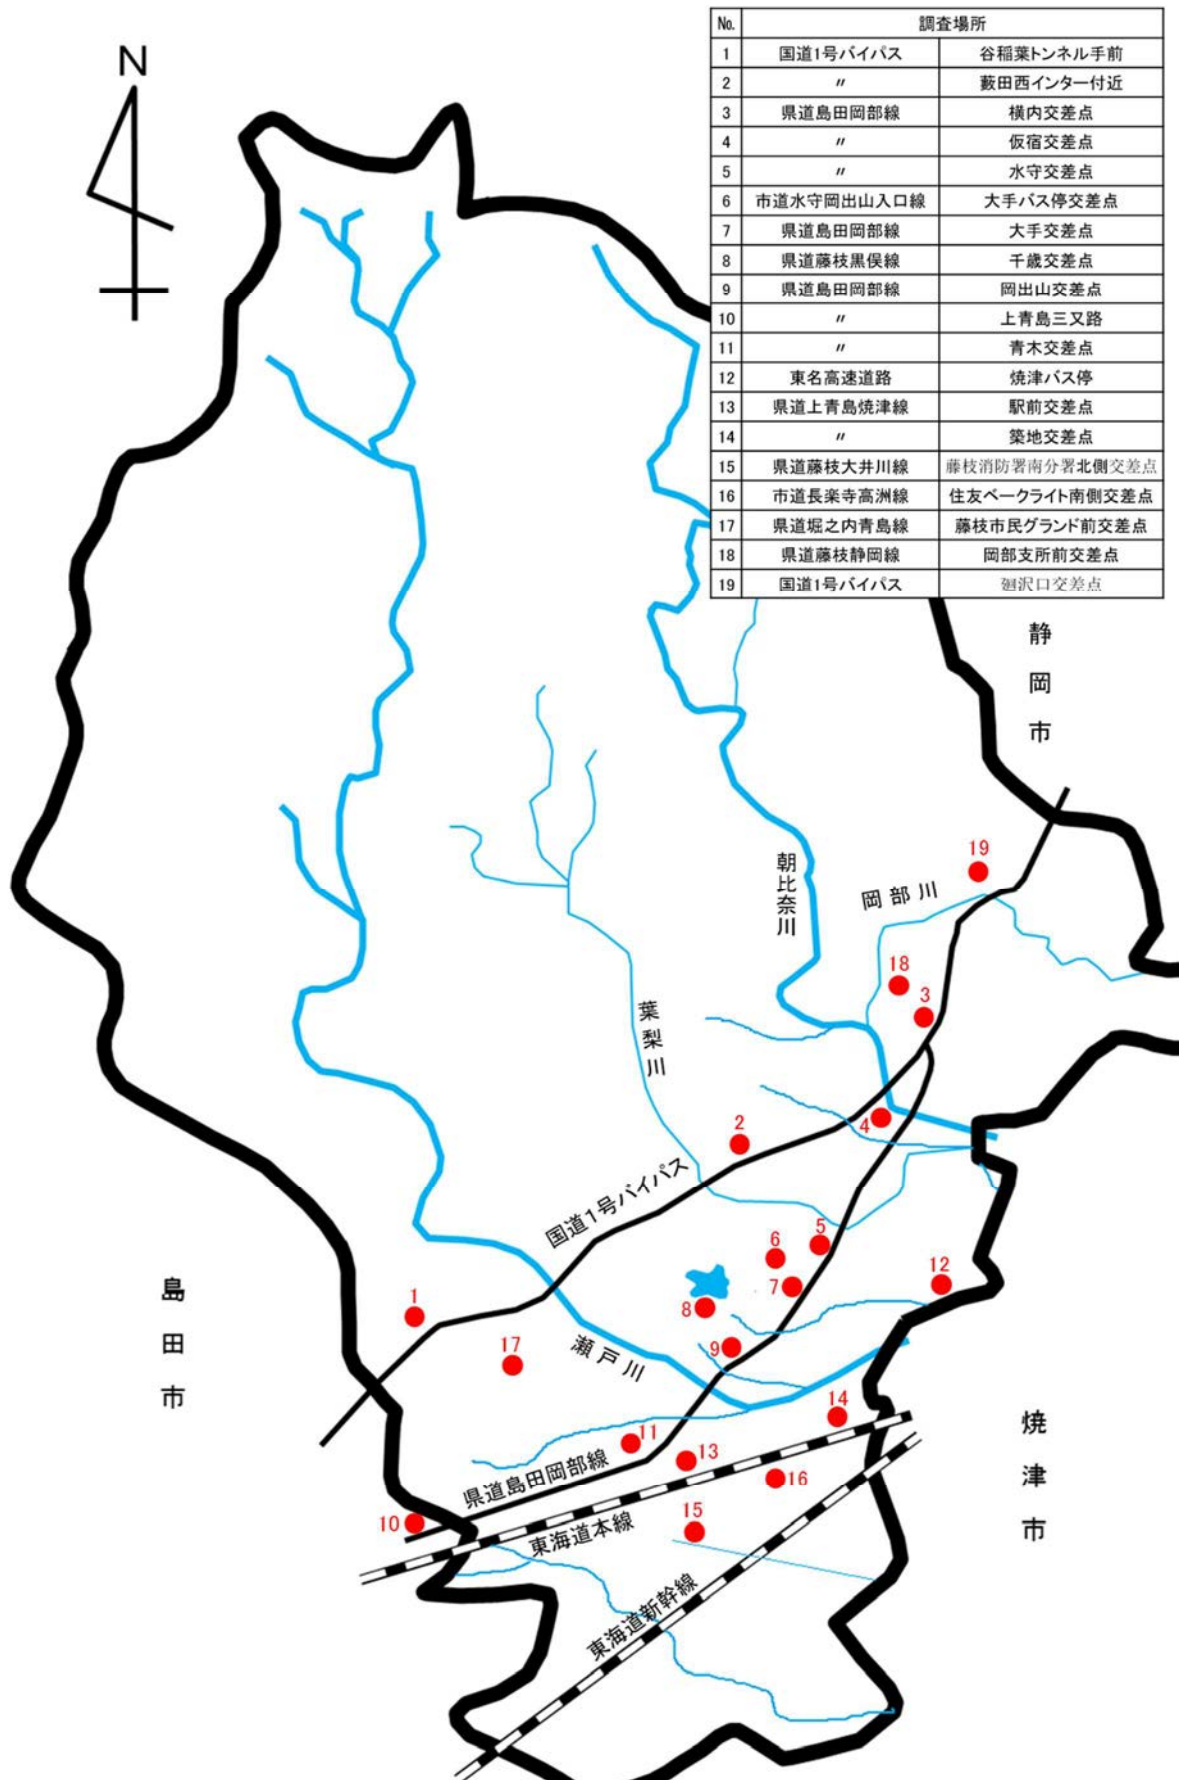 N
No. 調査場所
1 国道1号バイパス 谷稲葉トンネル手前
2 〃 藪田西インター付近
3 県道島田岡部線 横内交差点
4 〃 仮宿交差点
5 〃 水守交差点
6 市道水守岡出山入口線 大手バス停交差点
7 県道島田岡部線 大手交差点
8 県道藤枝黒俣線 千歳交差点
9 県道島田岡部線 岡出山交差点
10 〃 上青島三又路
11 〃 青木交差点
12 東名高速道路 焼津バス停
13 県道上青島焼津線 駅前交差点
14 〃 築地交差点
15 県道藤枝大井川線 藤枝消防署南分署北側交差点
16 市道長楽寺高洲線 住友ベークライト南側交差点
17 県道堀之内青島線 藤枝市民グランド前交差点
18 県道藤枝静岡線 岡部支所前交差点
19 国道1号バイパス 廻沢口交差点
静岡市
19
朝比奈川
岡部川
18
3
葉梨川
4
2
国道1号バイパス
5
6
7
12
島田市
1
8
17
瀬戸川
9
14
焼津市
11
13
県道島田岡部線
16
10
東海道本線
15
東海道新幹線